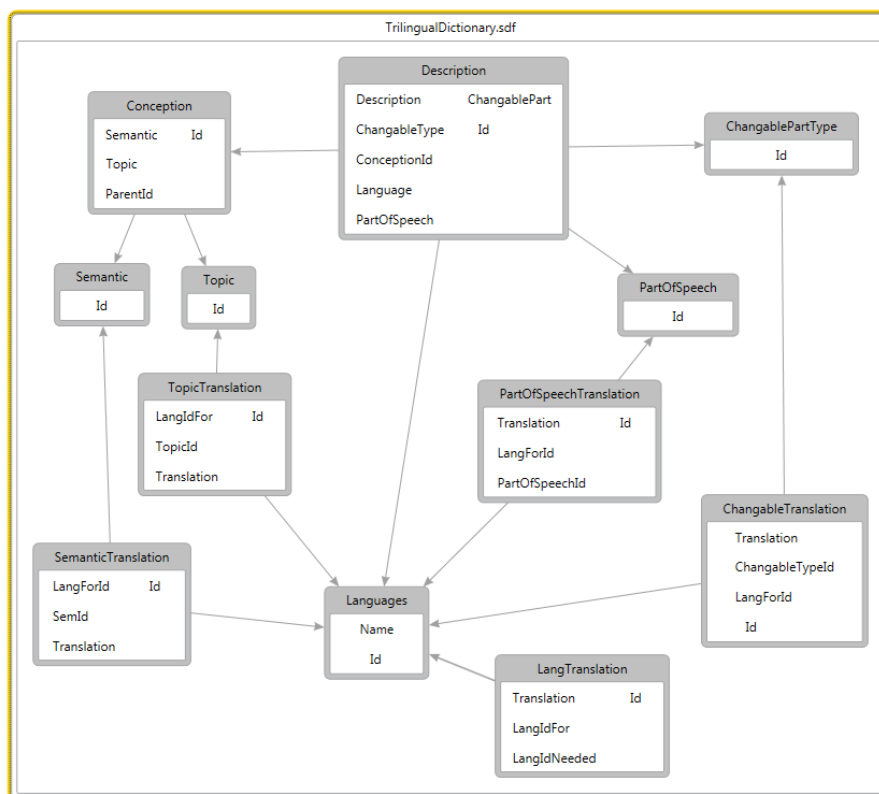 TrilingualDictionary.sdf
Description
Description ChangablePart
ChangableType Id
ConceptionId
Language
PartOfSpeech
Conception
Semantic Id
Topic
ParentId
ChangablePartType
Id
Semantic
Id
Topic
Id
PartOfSpeech
Id
TopicTranslation
LangIdFor Id
TopicId
Translation
PartOfSpeechTranslation
Translation Id
LangForId
PartOfSpeechId
ChangableTranslation
Translation
ChangableTypeId
LangForId
Id
SemanticTranslation
LangForId Id
SemId
Translation
Languages
Name
Id
LangTranslation
Translation Id
LangIdFor
LangIdNeeded